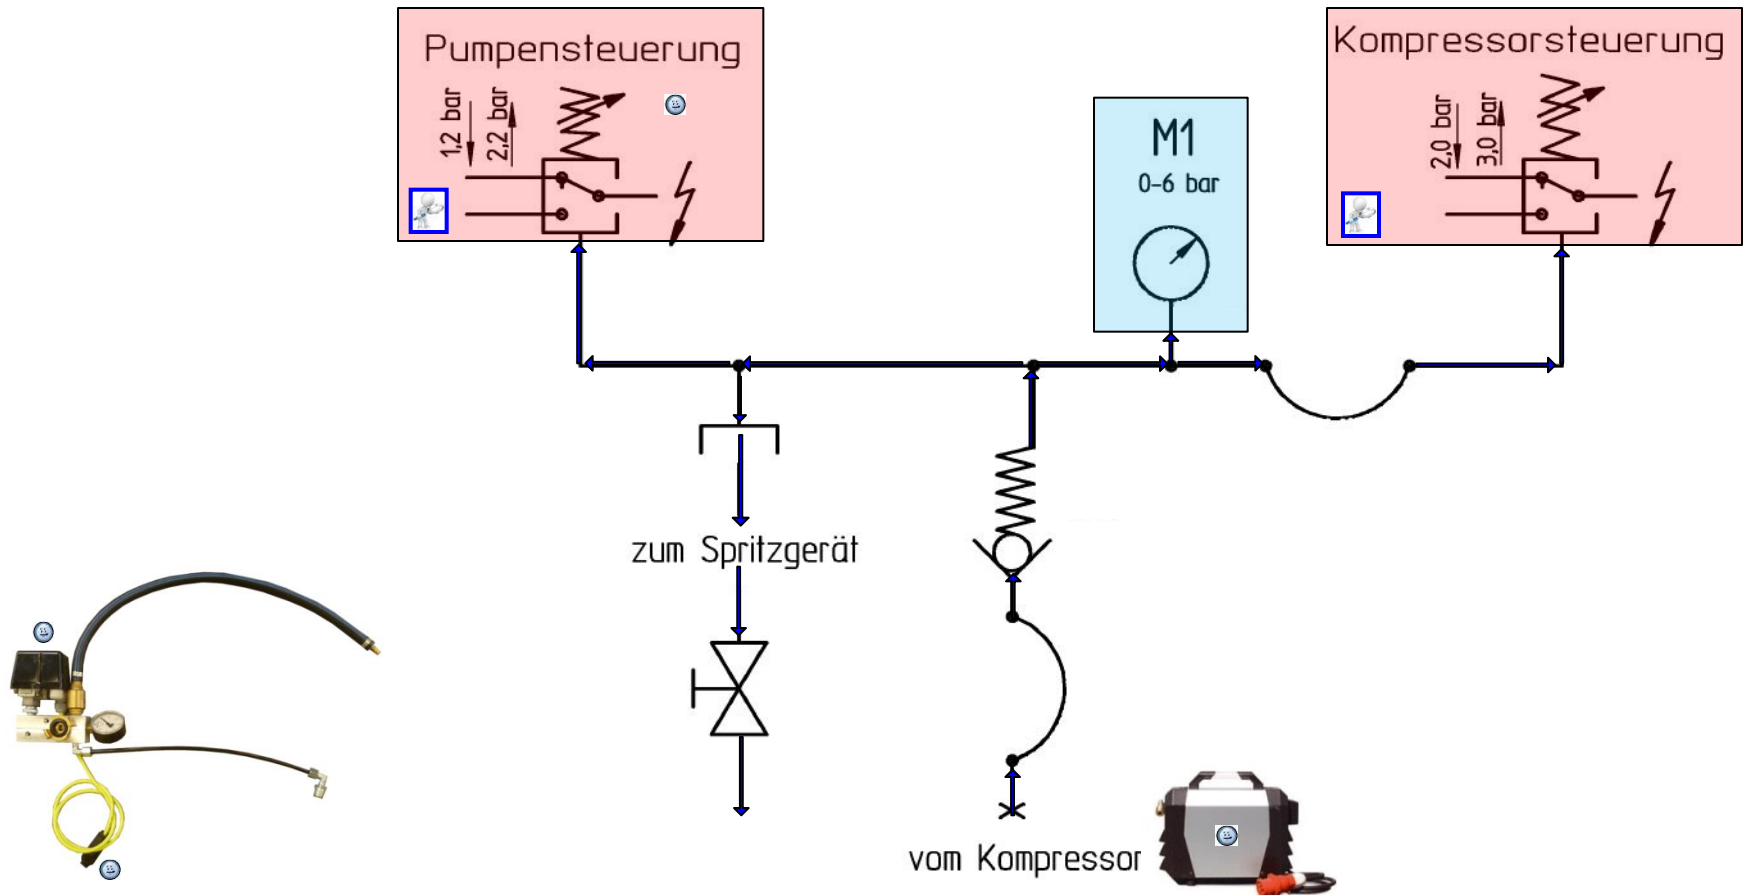 Pumpensteuerung
1,2 bar
2,2 bar
M1
0-6 bar
Kompressorsteuerung
2,0 bar
3,0 bar
zum Spritzgerät
vom Kompressor